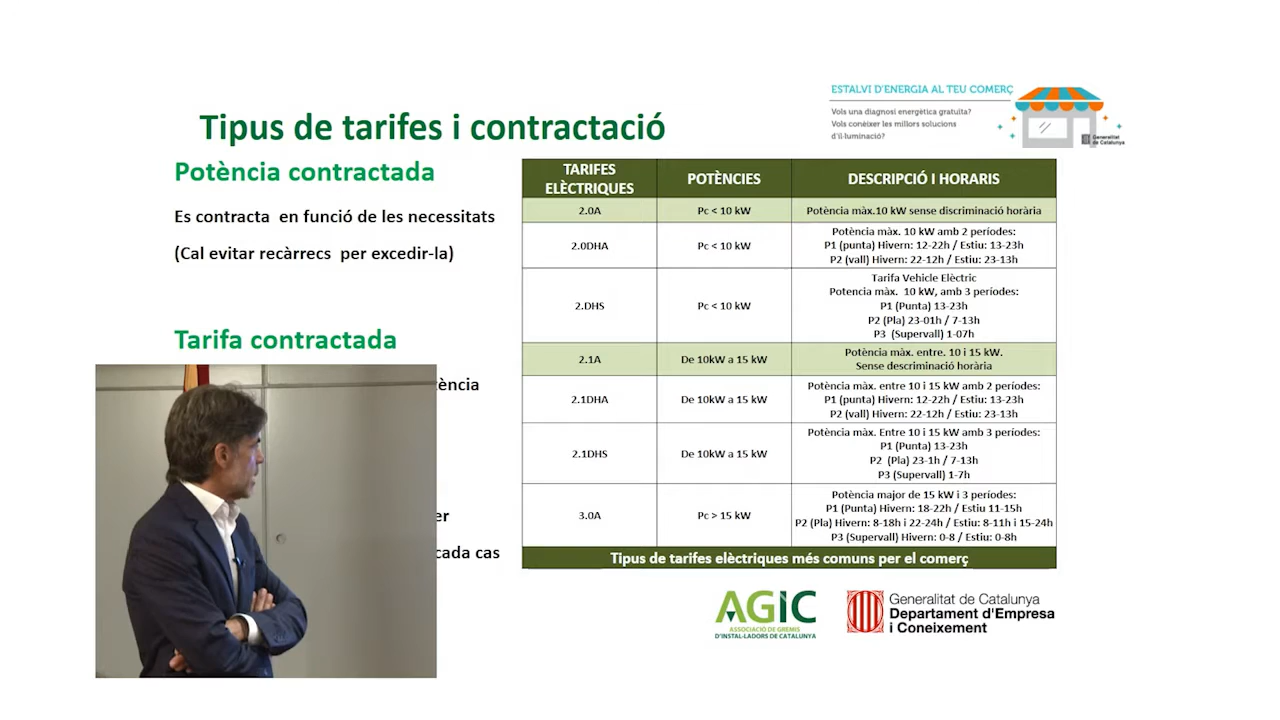 ESTALVI D'ENERGIA AL TEU COMERÇ
Vols una diagnosi energètica gratuïta?
Vols conèixer les millors solucions
d'il·luminació?
Generalitat
de Catalunya
Tipus de tarifes i contractació
Potència contractada
Es contracta en funció de les necessitats
(Cal evitar recàrrecs per excedir-la)
Tarifa contractada
ència
er
cada cas
TARIFES
ELÈCTRIQUES
POTÈNCIES
DESCRIPCIÓ I HORARIS
2.0A
Pc < 10 kW
Potència màx.10 kW sense discriminació horària
2.0DHA
Pc < 10 kW
Potència màx. 10 kW amb 2 períodes:
P1 (punta) Hivern: 12-22h / Estiu: 13-23h
P2 (vall) Hivern: 22-12h / Estiu: 23-13h
2.DHS
Pc < 10 kW
Tarifa Vehicle Elèctric
Potencia màx. 10 kW, amb 3 períodes:
P1 (Punta) 13-23h
P2 (Pla) 23-01h / 7-13h
P3 (Supervall) 1-07h
2.1A
De 10kW a 15 kW
Potència màx. entre. 10 i 15 kW.
Sense descriminació horària
2.1DHA
De 10kW a 15 kW
Potència màx. entre 10 i 15 kW amb 2 períodes:
P1 (punta) Hivern: 12-22h / Estiu: 13-23h
P2 (vall) Hivern: 22-12h / Estiu: 23-13h
2.1DHS
De 10kW a 15 kW
Potència màx. Entre 10 i 15 kW amb 3 períodes:
P1 (Punta) 13-23h
P2 (Pla) 23-1h / 7-13h
P3 (Supervall) 1-7h
3.0A
Pc > 15 kW
Potència major de 15 kW i 3 períodes:
P1 (Punta) Hivern: 18-22h / Estiu 11-15h
P2 (Pla) Hivern: 8-18h i 22-24h / Estiu: 8-11h i 15-24h
P3 (Supervall) Hivern: 0-8 / Estiu: 0-8h
Tipus de tarifes elèctriques més comuns per el comerç
AGIC
ASSOCIACIÓ DE GREMIS
D'INSTAL·LADORS DE CATALUNYA
Generalitat de Catalunya
Departament d'Empresa
i Coneixement